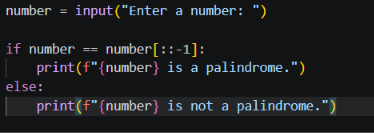 number = input("Enter a number: ")
if number == number[::-1]:
    print(f"{number} is a palindrome.")
else:
    print(f"{number} is not a palindrome.")